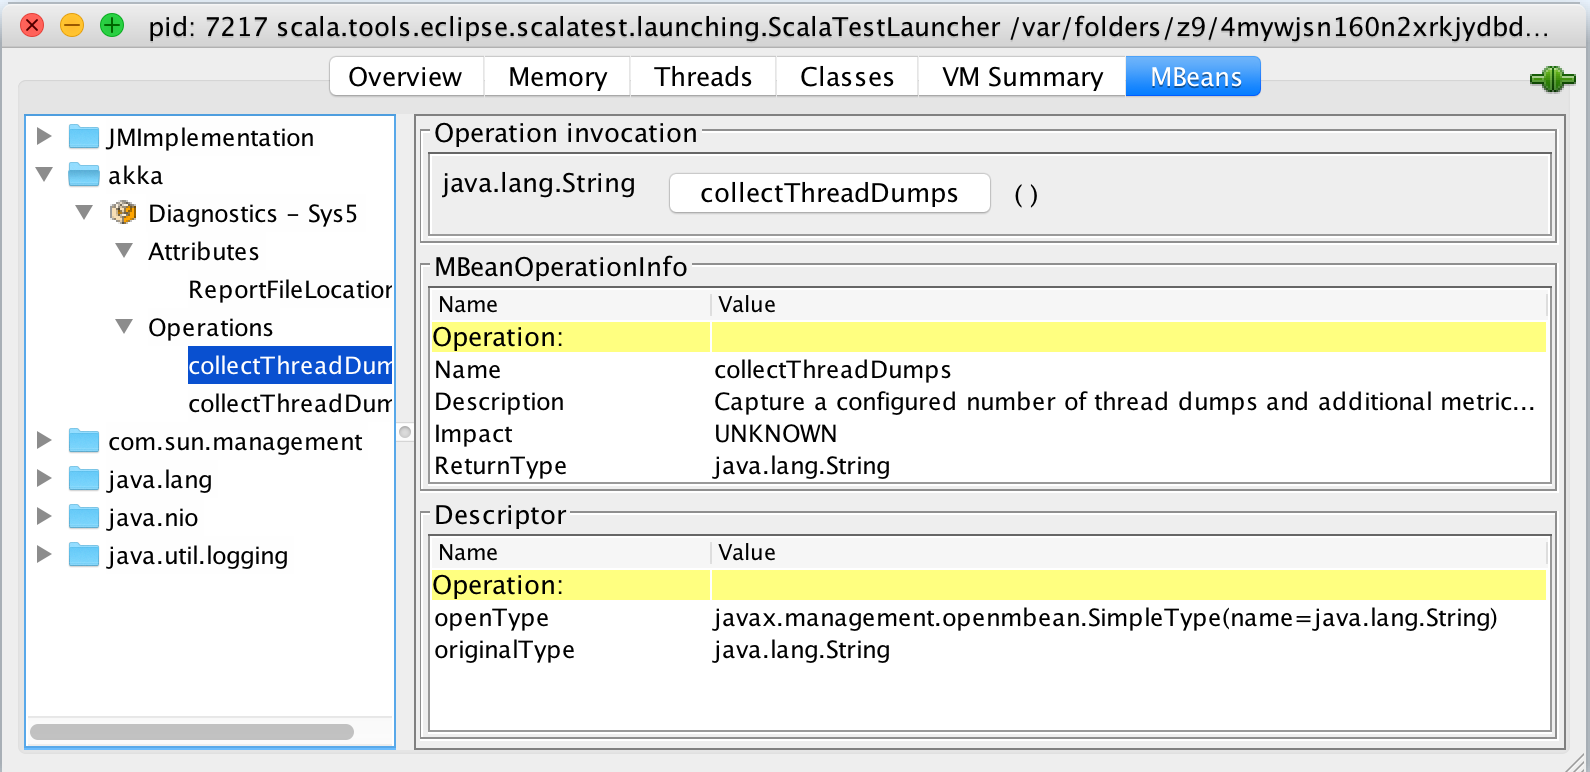 pid: 7217 scala.tools.eclipse.scalatest.launching.ScalaTestLauncher /var/folders/z9/4mywjsn160n2xrkjydbd...
Overview Memory Threads Classes VM Summary MBeans
JMImplementation
akka
Diagnostics – Sys5
Attributes
ReportFileLocation
Operations
collectThreadDum
collectThreadDum
com.sun.management
java.lang
java.nio
java.util.logging
Operation invocation
java.lang.String collectThreadDumps ( )
MBeanOperationInfo
Name Value
Operation:
Name collectThreadDumps
Description Capture a configured number of thread dumps and additional metric...
Impact UNKNOWN
ReturnType java.lang.String
Descriptor
Name Value
Operation:
openType javax.management.openmbean.SimpleType(name=java.lang.String)
originalType java.lang.String